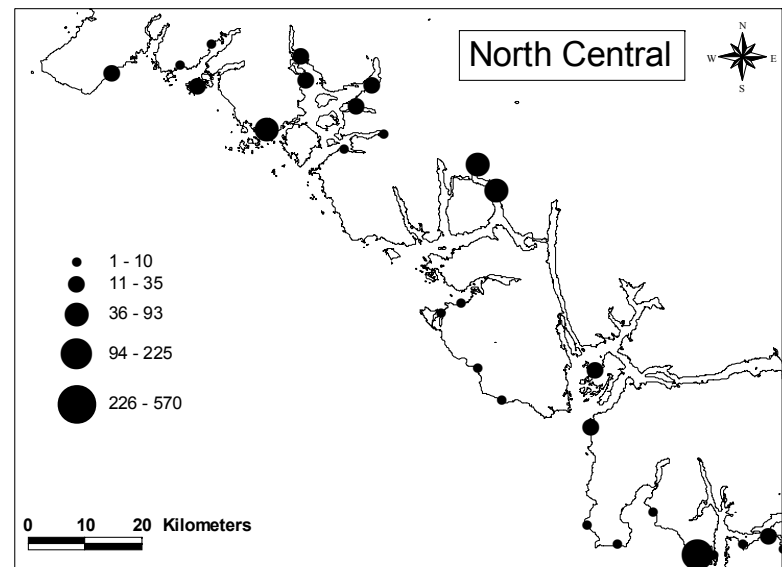 North Central
N
W E
S
1 - 10
11 - 35
36 - 93
94 - 225
226 - 570
0 10 20 Kilometers